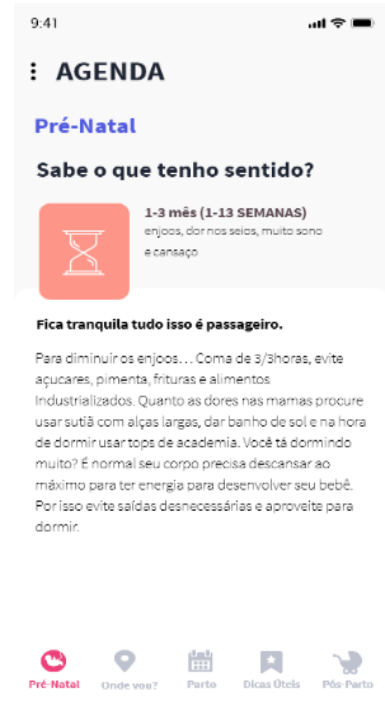 9:41
AGENDA
Pré-Natal
Sabe o que tenho sentido?
1-3 mês (1-13 SEMANAS)
enjoos, dor nos seios, muito sono
e cansaço
Fica tranquila tudo isso é passageiro.
Para diminuir os enjoos... Coma de 3/3horas, evite
açucares, pimenta, frituras e alimentos
Industrializados. Quanto as dores nas mamas procure
usar sutiã com alças largas, dar banho de sol e na hora
de dormir usar tops de academia. Você tá dormindo
muito? É normal seu corpo precisa descansar ao
máximo para ter energia para desenvolver seu bebê.
Por isso evite saídas desnecessárias e aproveite para
dormir.
Pré-Natal Onde vou? Parto Dicas Úteis Pós-Parto